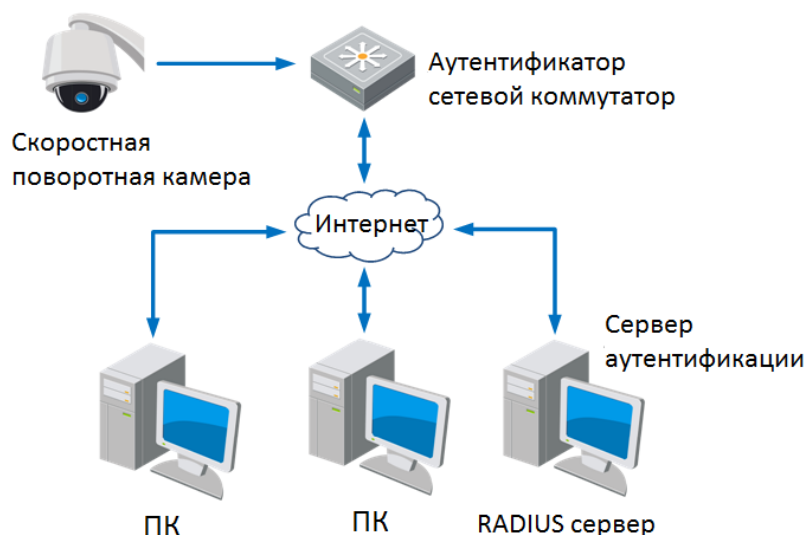 Аутентификатор
сетевой коммутатор
Скоростная
поворотная камера
Интернет
Сервер
аутентификации
ПК
ПК
RADIUS сервер